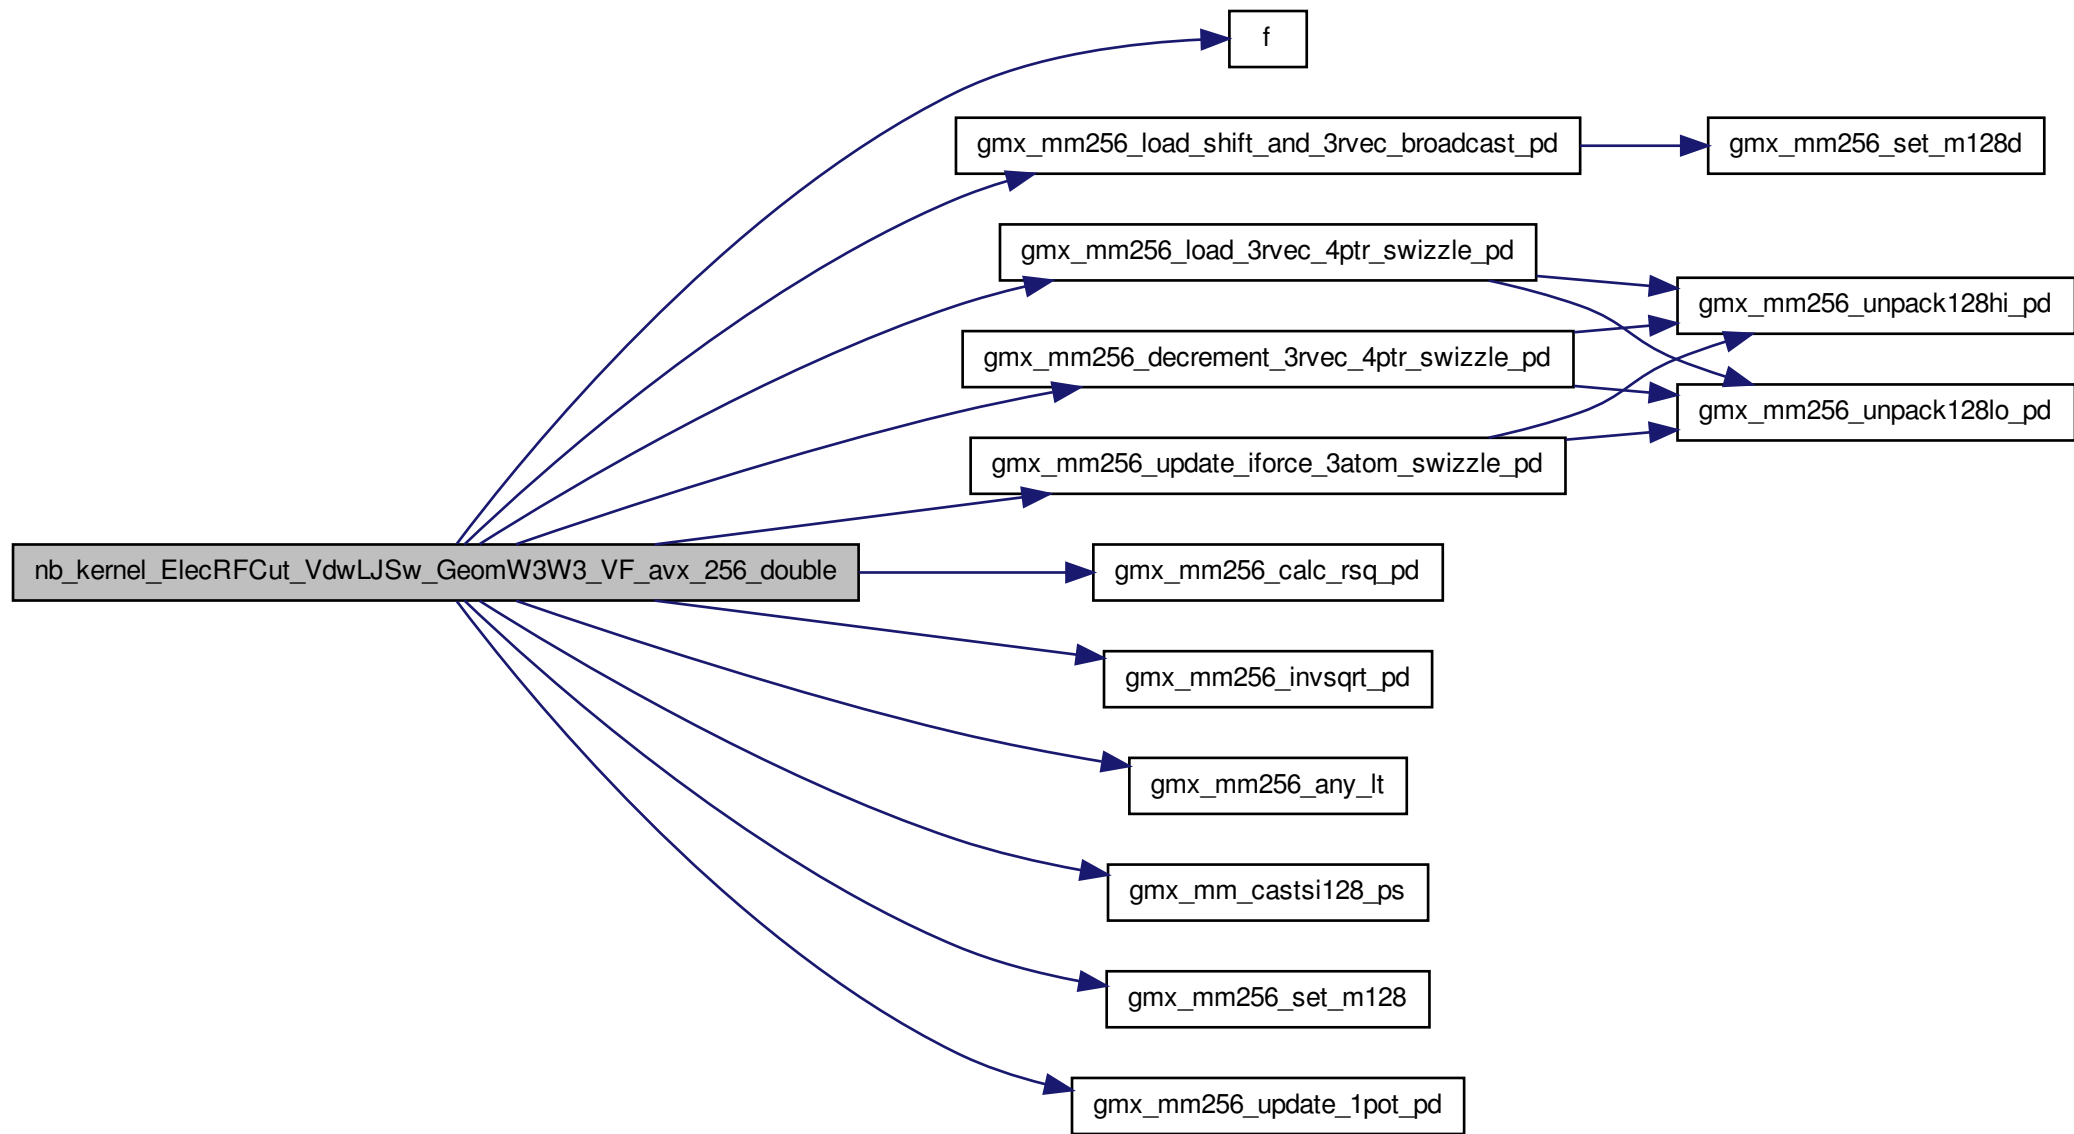 f
gmx_mm256_load_shift_and_3rvec_broadcast_pd
gmx_mm256_set_m128d
gmx_mm256_load_3rvec_4ptr_swizzle_pd
gmx_mm256_unpack128hi_pd
gmx_mm256_decrement_3rvec_4ptr_swizzle_pd
gmx_mm256_unpack128lo_pd
gmx_mm256_update_iforce_3atom_swizzle_pd
nb_kernel_ElecRFCut_VdwLJSw_GeomW3W3_VF_avx_256_double
gmx_mm256_calc_rsq_pd
gmx_mm256_invsqrt_pd
gmx_mm256_any_lt
gmx_mm_castsi128_ps
gmx_mm256_set_m128
gmx_mm256_update_1pot_pd